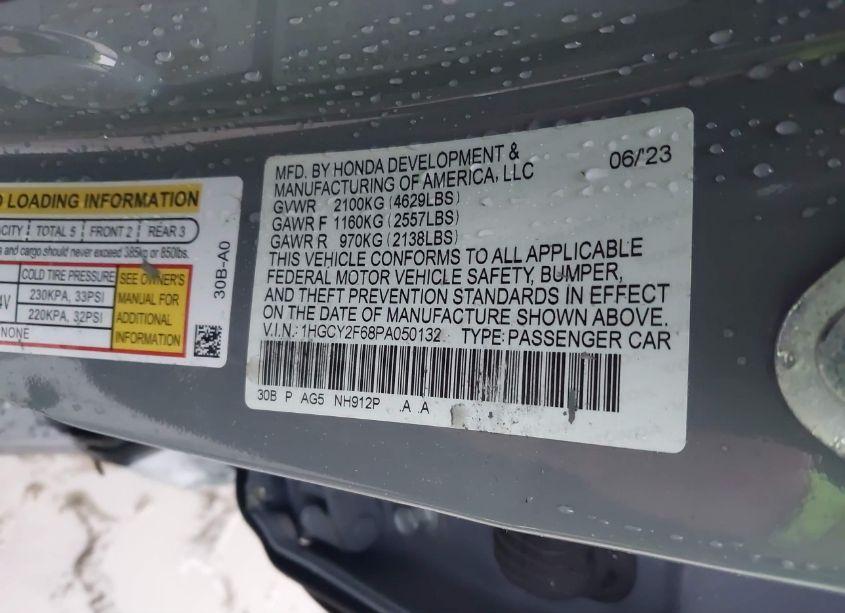 O LOADING INFORMATION
CITY TOTAL 5 FRONT 2 REAR 3
and cargo should never exceed 385kg or 850lbs.
COLD TIRE PRESSURE
4V 230KPA, 33PSI
220KPA, 32PSI
NONE
SEE OWNER'S
MANUAL FOR
ADDITIONAL
INFORMATION
30B-A0
MFD. BY HONDA DEVELOPMENT & 06/'23
MANUFACTURING OF AMERICA, LLC
GVWR 2100KG (4629LBS)
GAWR F 1160KG (2557LBS)
GAWR R 970KG (2138LBS)
THIS VEHICLE CONFORMS TO ALL APPLICABLE
FEDERAL MOTOR VEHICLE SAFETY, BUMPER,
AND THEFT PREVENTION STANDARDS IN EFFECT
ON THE DATE OF MANUFACTURE SHOWN ABOVE.
V.I.N.: 1HGCY2F68PA050132 TYPE: PASSENGER CAR
30B P AG5 NH912P .A A